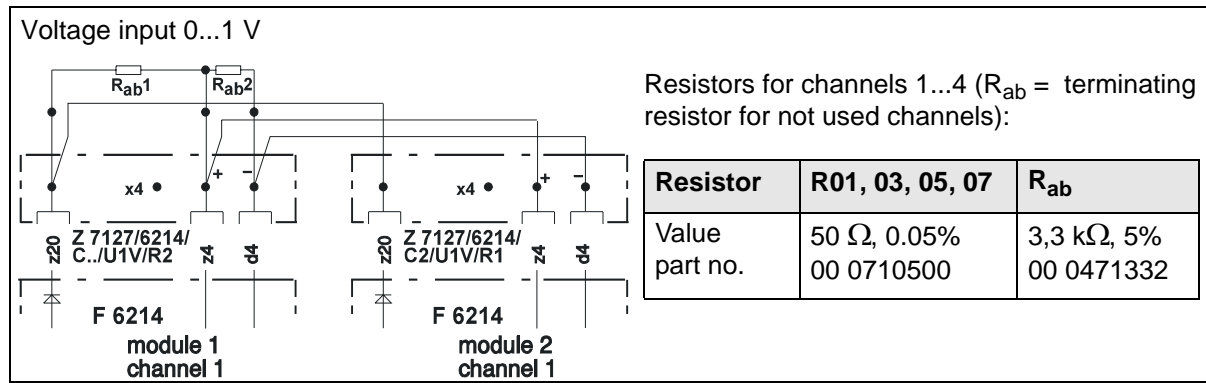 Voltage input 0...1 V
Rab1
Rab2
Resistors for channels 1...4 (Rab = terminating
resistor for not used channels):
+
−
+
−
x4
x4
Resistor
R01, 03, 05, 07
Rab
Value
part no.
50 Ω, 0.05%
00 0710500
3,3 kΩ, 5%
00 0471332
z20
Z 7127/6214/
C../U1V/R2
z4
d4
z20
Z 7127/6214/
C2/U1V/R1
z4
d4
F 6214
F 6214
module 1
channel 1
module 2
channel 1